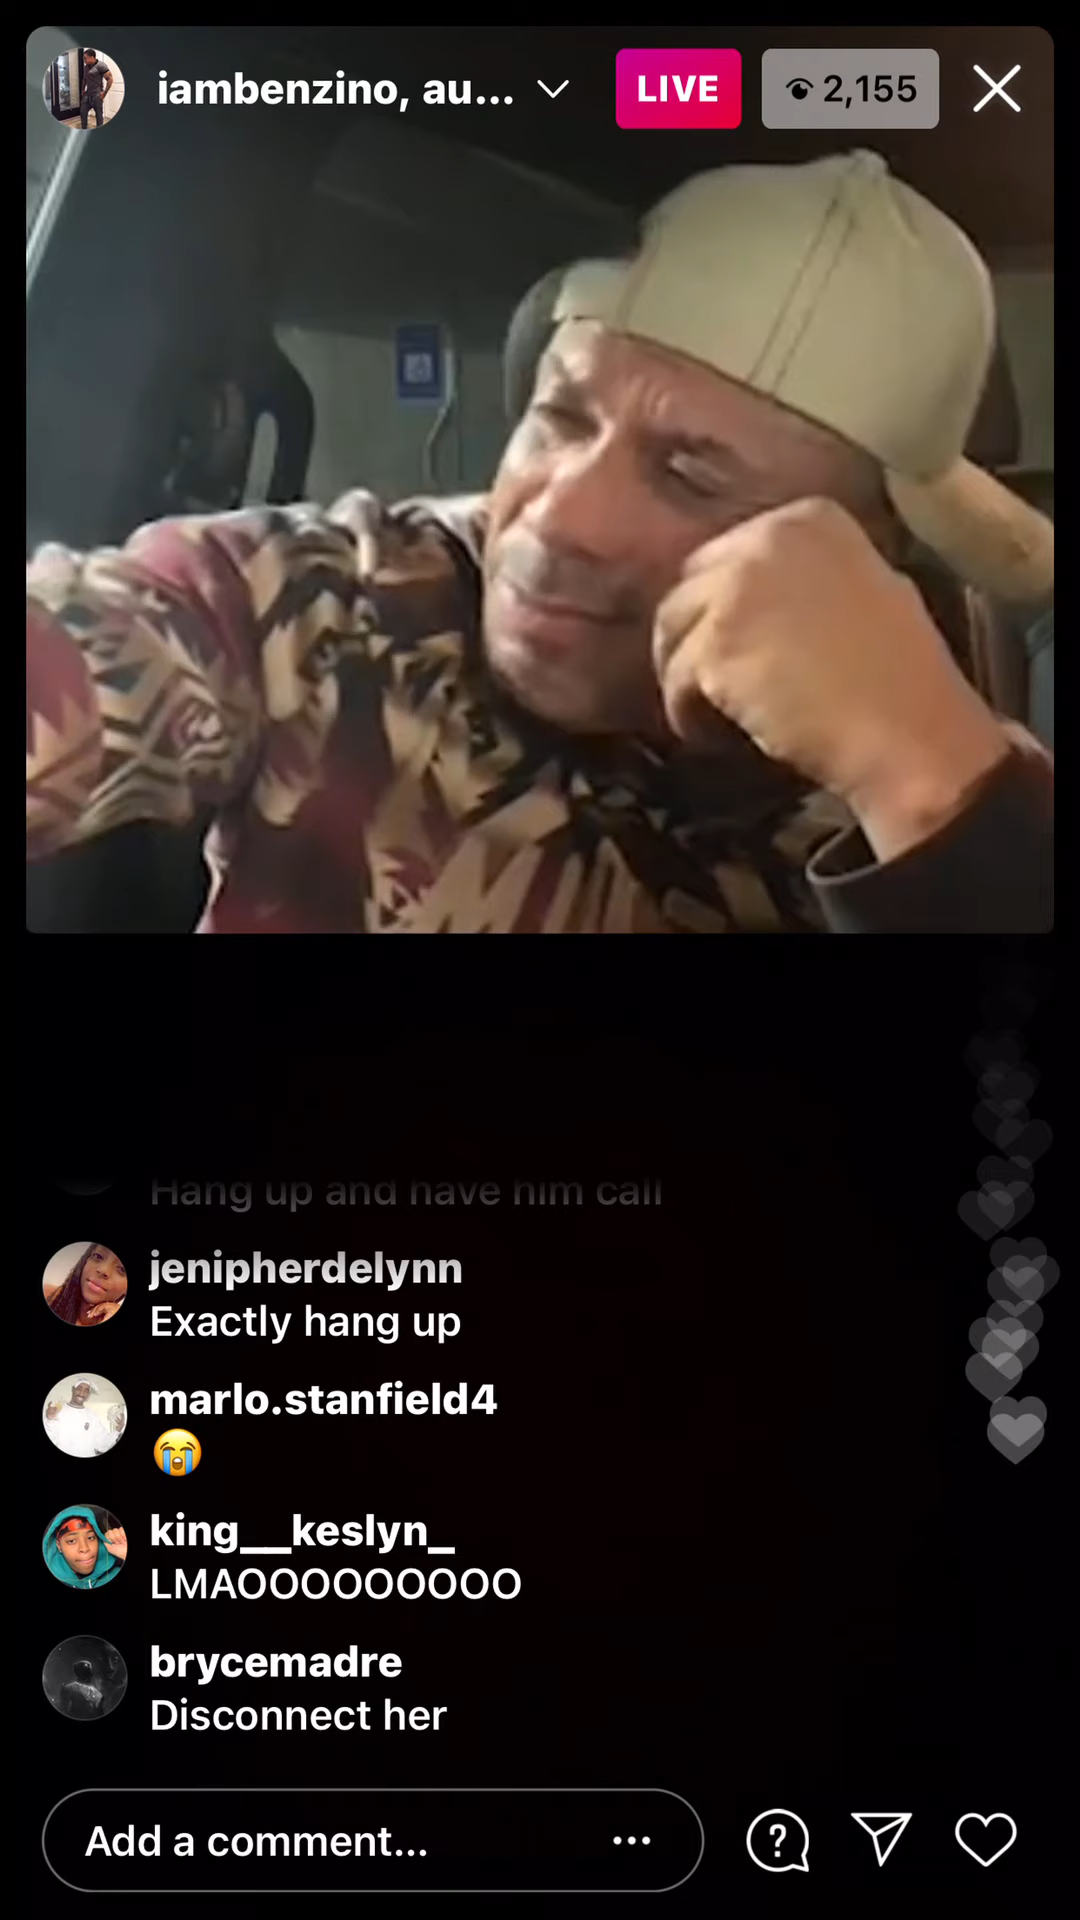 iambenzino, au...
LIVE
2,155
Hang up and have him call
jenipherdelynn
Exactly hang up
marlo.stanfield4
😭
king__keslyn_
LMAOOOOOOOOO
brycemadre
Disconnect her
Add a comment...